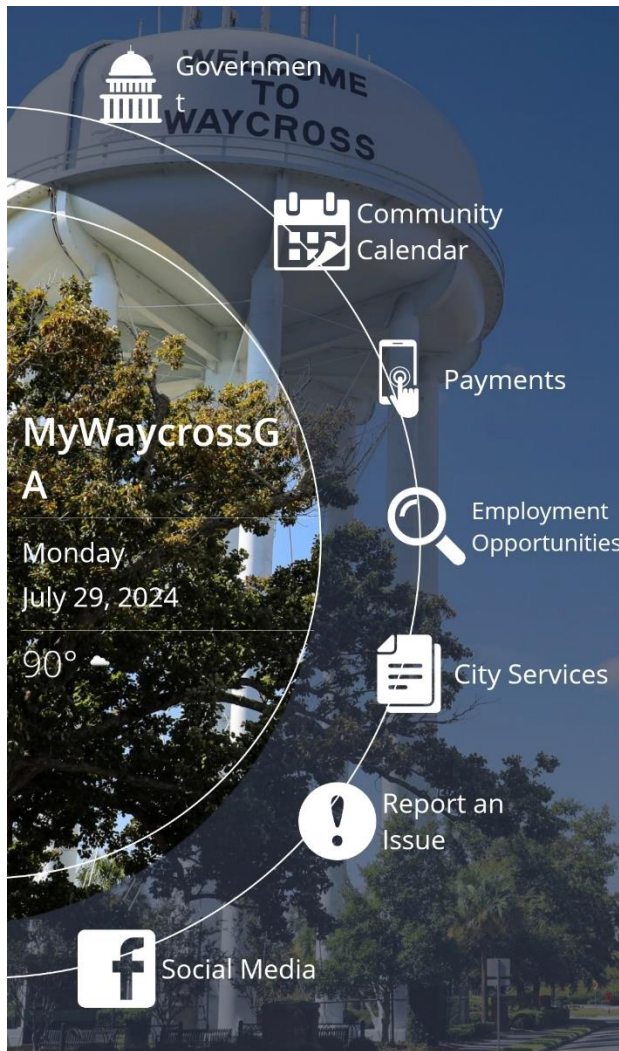 Governmen
t
WELCOME
TO
WAYCROSS
Community
Calendar
Payments
MyWaycrossG
A
Employment
Opportunities
Monday
July 29, 2024
90°
City Services
Report an
Issue
f
Social Media